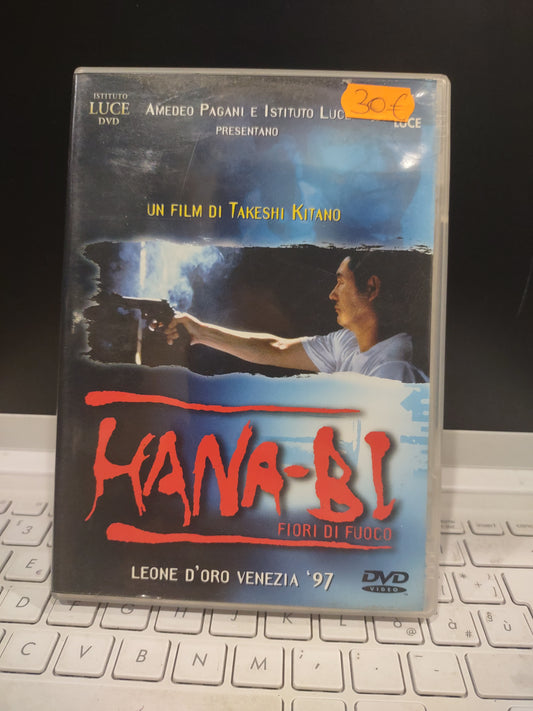 ISTITUTO
LUCE
DVD
AMEDEO PAGANI E ISTITUTO LUCE
PRESENTANO
30€
LUCE
UN FILM DI TAKESHI KITANO
HANA-BI
FIORI DI FUOCO
LEONE D'ORO VENEZIA '97
DVD
VIDEO
insert
Z X C V B N M